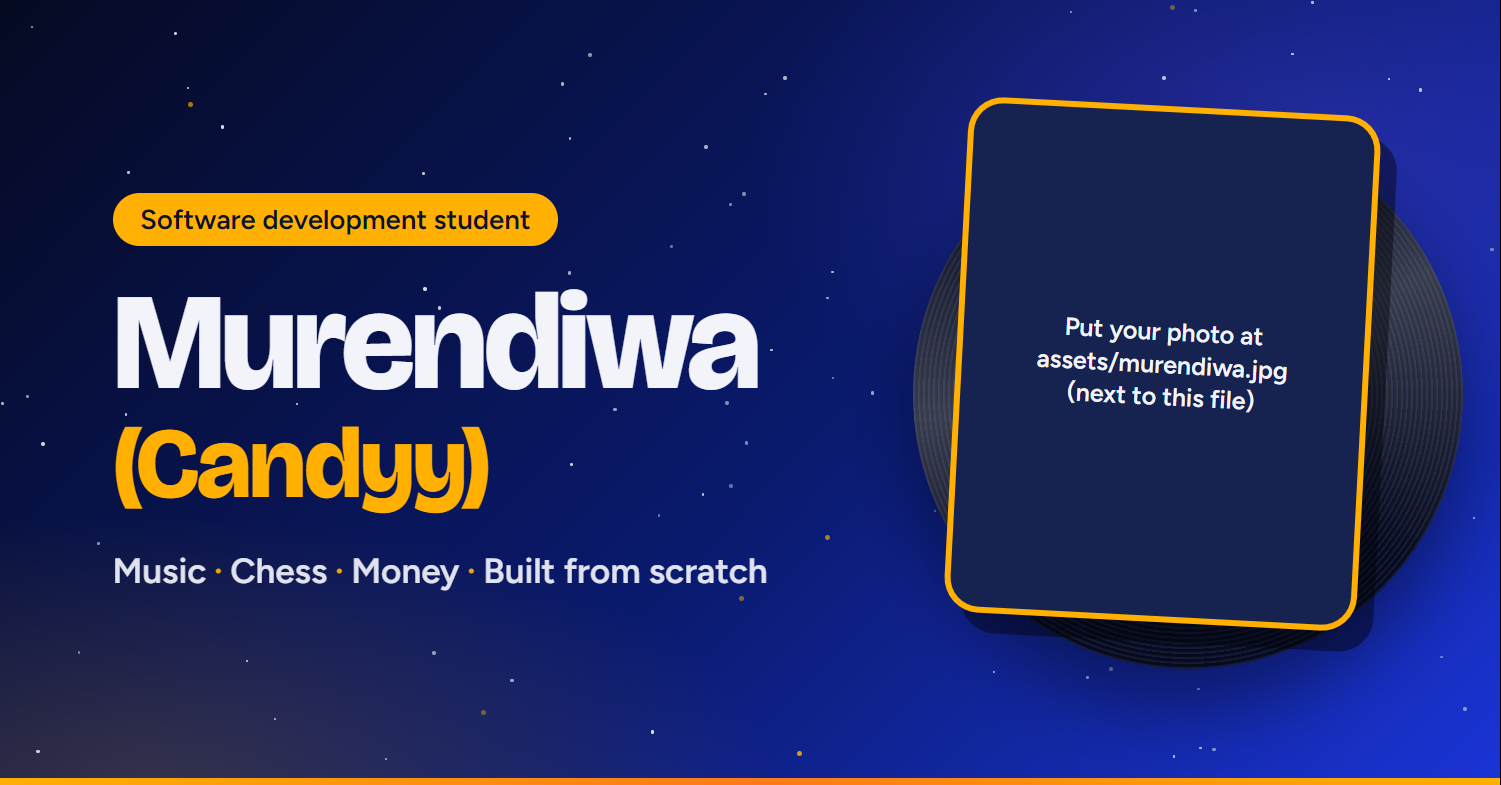 Software development student
Murendiwa
(Candyy)
Music · Chess · Money · Built from scratch
Put your photo at
assets/murendiwa.jpg
(next to this file)